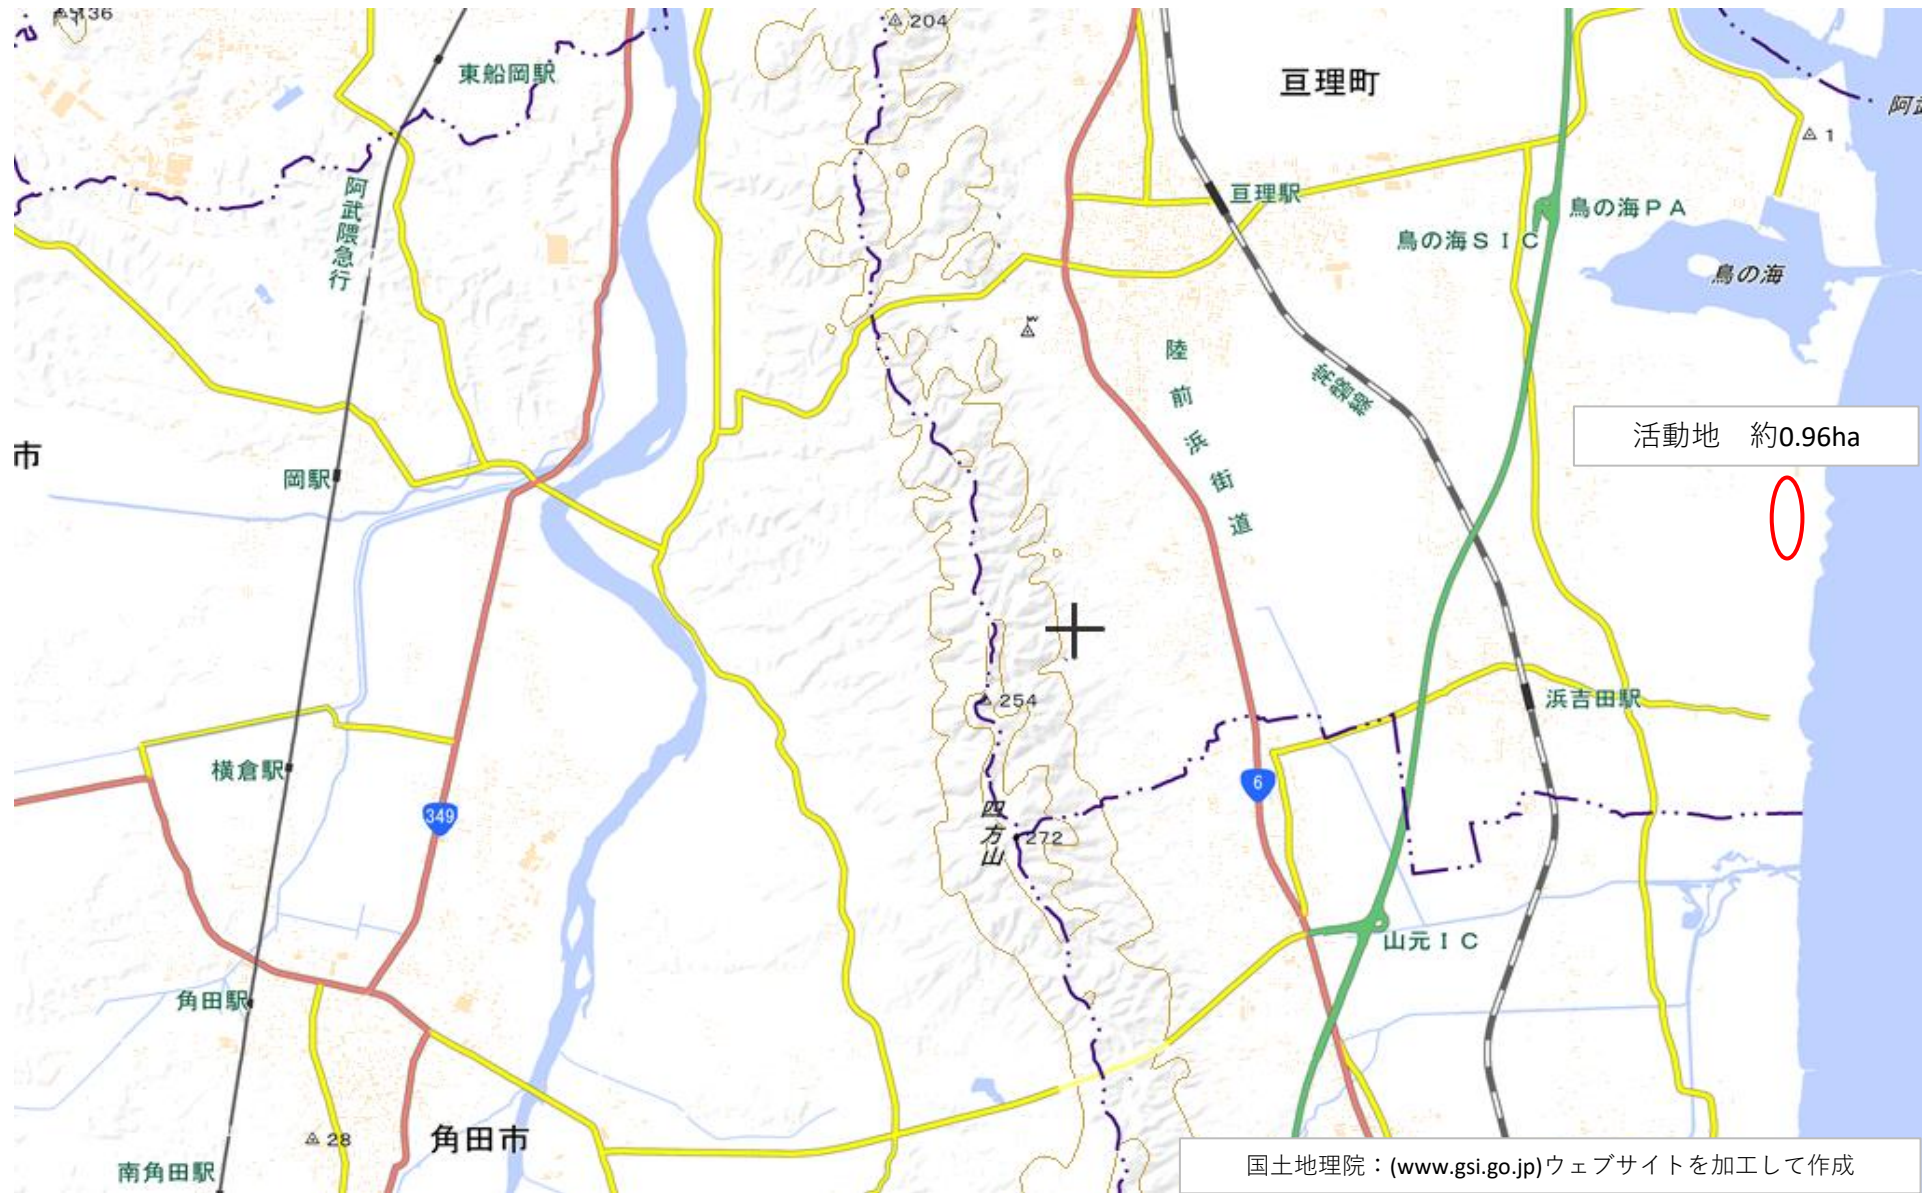 136
204
東船岡駅
亘理町
阿武
1
阿武隈急行
亘理駅
鳥の海PA
鳥の海SIC
鳥の海
陸前浜街道
常磐線
活動地 約0.96ha
市
岡駅
254
浜吉田駅
横倉駅
349
6
四方山
272
山元IC
角田駅
28
角田市
南角田駅
国土地理院：(www.gsi.go.jp)ウェブサイトを加工して作成